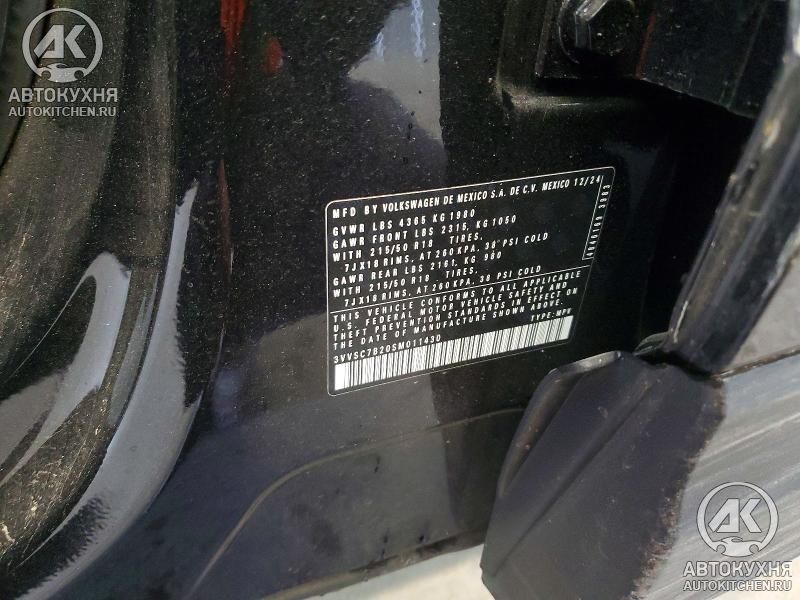 АК
АВТОКУХНЯ
AUTOKITCHEN.RU
MFD BY VOLKSWAGEN DE MEXICO S.A. DE C.V. MEXICO 12/24
GVWR LBS 4365 KG 1980
GAWR FRONT LBS 2315, KG 1050
WITH 215/50 R18 TIRES.
7JX18 RIMS, AT 260 KPA, 38 PSI COLD
GAWR REAR LBS 2161, KG 980
WITH 215/50 R18 TIRES.
7JX18 RIMS, AT 260 KPA, 38 PSI COLD
THIS VEHICLE CONFORMS TO ALL APPLICABLE
U.S. FEDERAL MOTOR VEHICLE SAFETY AND
THEFT PREVENTION STANDARDS IN EFFECT ON
THE DATE OF MANUFACTURE SHOWN ABOVE.
3VVSC7B20SM01143D TYPE: MPV
АК
АВТОКУХНЯ
AUTOKITCHEN.RU